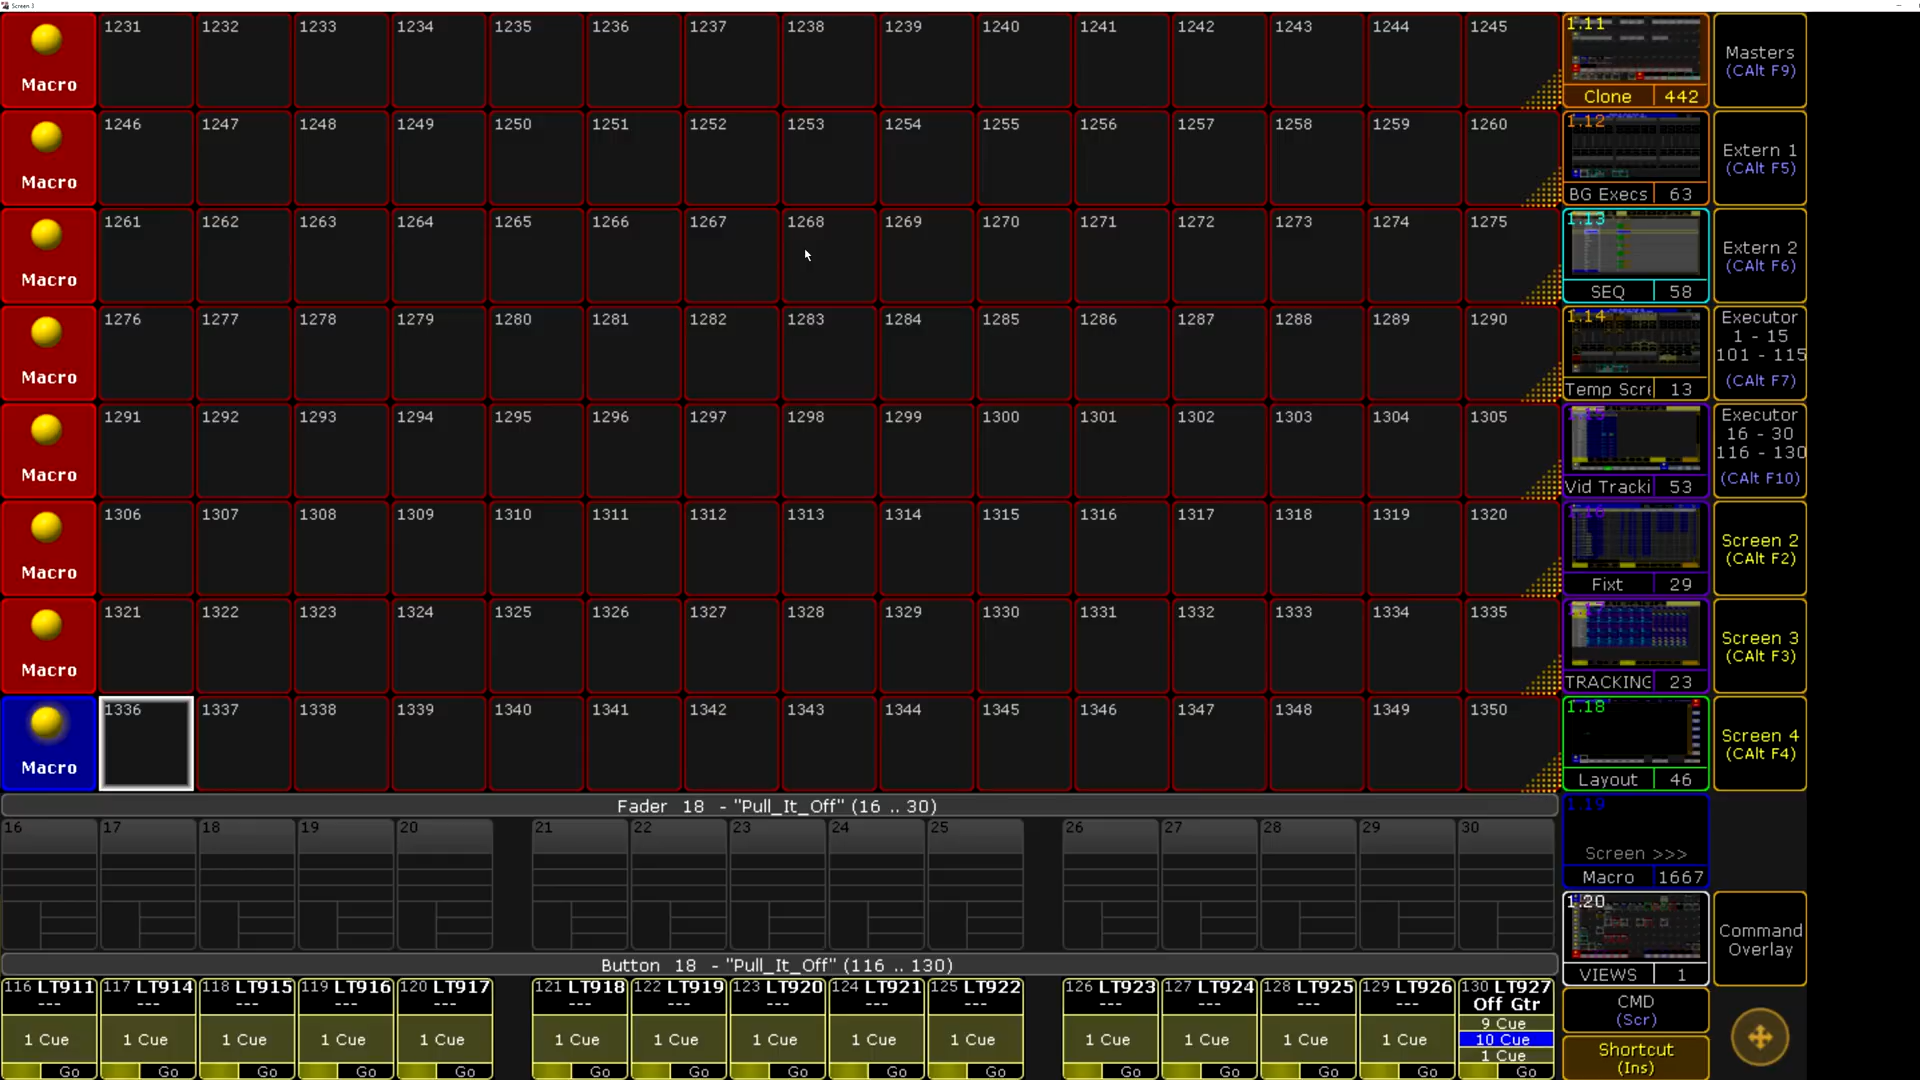 Screen 3
Macro 1231 1232 1233 1234 1235 1236 1237 1238 1239 1240 1241 1242 1243 1244 1245
Macro 1246 1247 1248 1249 1250 1251 1252 1253 1254 1255 1256 1257 1258 1259 1260
Macro 1261 1262 1263 1264 1265 1266 1267 1268 1269 1270 1271 1272 1273 1274 1275
Macro 1276 1277 1278 1279 1280 1281 1282 1283 1284 1285 1286 1287 1288 1289 1290
Macro 1291 1292 1293 1294 1295 1296 1297 1298 1299 1300 1301 1302 1303 1304 1305
Macro 1306 1307 1308 1309 1310 1311 1312 1313 1314 1315 1316 1317 1318 1319 1320
Macro 1321 1322 1323 1324 1325 1326 1327 1328 1329 1330 1331 1332 1333 1334 1335
Macro 1336 1337 1338 1339 1340 1341 1342 1343 1344 1345 1346 1347 1348 1349 1350
Fader 18 - "Pull_It_Off" (16 .. 30)
16 17 18 19 20 21 22 23 24 25 26 27 28 29 30
Button 18 - "Pull_It_Off" (116 .. 130)
116 LT911 117 LT914 118 LT915 119 LT916 120 LT917 121 LT918 122 LT919 123 LT920 124 LT921 125 LT922 126 LT923 127 LT924 128 LT925 129 LT926 130 LT927
--- --- --- --- --- --- --- --- --- --- --- --- --- --- Off Gtr
9 Cue
1 Cue 1 Cue 1 Cue 1 Cue 1 Cue 1 Cue 1 Cue 1 Cue 1 Cue 1 Cue 1 Cue 1 Cue 1 Cue 1 Cue 10 Cue
1 Cue
Go Go Go Go Go Go Go Go Go Go Go Go Go Go Go
1.11
Clone 442
1.12
BG Execs 63
1.13
SEQ 58
1.14
Temp Scre 13
Vid Tracki 53
1.16
Fixt 29
TRACKING 23
1.18
Layout 46
1.19
Screen >>>
Macro 1667
1.20
VIEWS 1
CMD
(Scr)
Shortcut
(Ins)
Masters
(CAlt F9)
Extern 1
(CAlt F5)
Extern 2
(CAlt F6)
Executor
1 - 15
101 - 115
(CAlt F7)
Executor
16 - 30
116 - 130
(CAlt F10)
Screen 2
(CAlt F2)
Screen 3
(CAlt F3)
Screen 4
(CAlt F4)
Command
Overlay